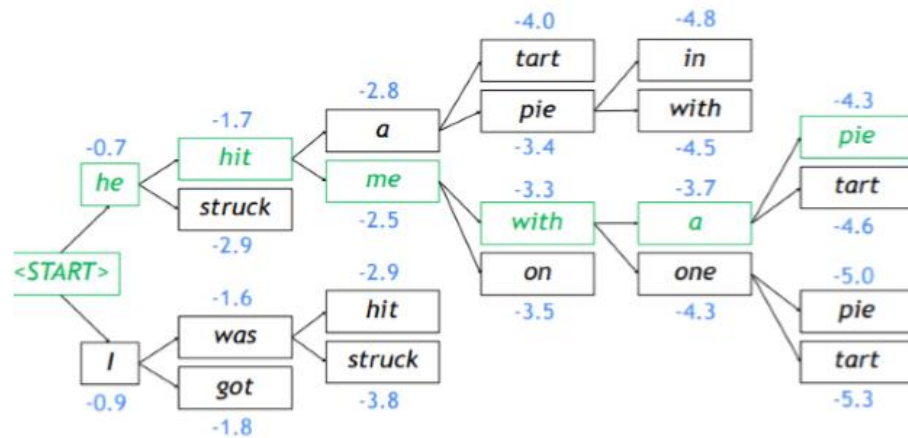 -4.0 -4.8
tart in
-2.8
-1.7 a pie with -4.3
-0.7 hit -3.4 -4.5 pie
he me -3.3 -3.7 tart
struck -2.5 with a -4.6
-2.9
<START> -2.9 on one -5.0
-1.6 hit -3.5 -4.3 pie
was
I struck tart
-0.9 got -3.8 -5.3
-1.8